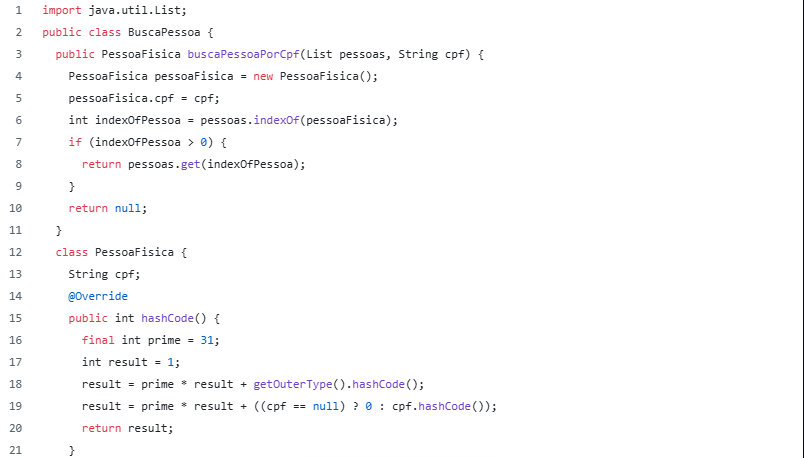 1 import java.util.List;
2 public class BuscaPessoa {
3 public PessoaFisica buscaPessoaPorCpf(List pessoas, String cpf) {
4 PessoaFisica pessoaFisica = new PessoaFisica();
5 pessoaFisica.cpf = cpf;
6 int indexOfPessoa = pessoas.indexOf(pessoaFisica);
7 if (indexOfPessoa > 0) {
8 return pessoas.get(indexOfPessoa);
9 }
10 return null;
11 }
12 class PessoaFisica {
13 String cpf;
14 @Override
15 public int hashCode() {
16 final int prime = 31;
17 int result = 1;
18 result = prime * result + getOuterType().hashCode();
19 result = prime * result + ((cpf == null) ? 0 : cpf.hashCode());
20 return result;
21 }